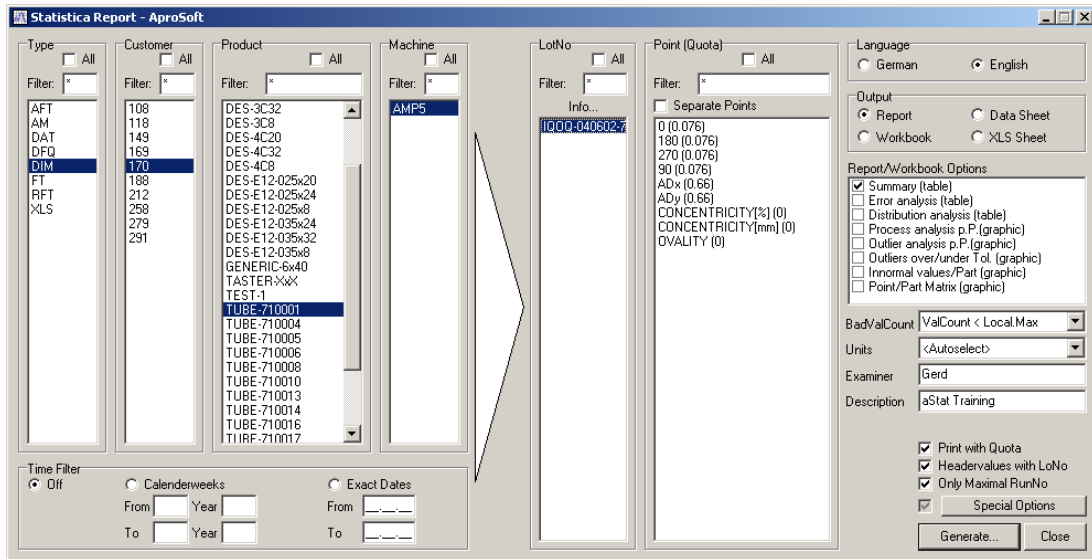 Statistica Report - AproSoft
Type
All
Filter: *
AFT
AM
DAT
DFQ
DIM
FT
RFT
XLS
Customer
All
Filter: *
108
118
149
169
170
188
212
258
279
291
Product
All
Filter: *
DES-3C32
DES-3C8
DES-4C20
DES-4C32
DES-4C8
DES-E12-025x20
DES-E12-025x24
DES-E12-025x8
DES-E12-035x24
DES-E12-035x32
DES-E12-035x8
GENERIC-6x40
TASTER-XxX
TEST-1
TUBE-710001
TUBE-710004
TUBE-710005
TUBE-710006
TUBE-710008
TUBE-710010
TUBE-710013
TUBE-710014
TUBE-710016
TUBE-710017
Machine
All
Filter: *
AMP5
Time Filter
Off
Calenderweeks
From Year
To Year
Exact Dates
From __.__.__
To __.__.__
LotNo
All
Filter: *
Info...
IQOQ-040602-7
Point (Quota)
All
Filter: *
Separate Points
0 (0.076)
180 (0.076)
270 (0.076)
90 (0.076)
ADx (0.66)
ADy (0.66)
CONCENTRICITY[%] (0)
CONCENTRICITY[mm] (0)
OVALITY (0)
Language
German English
Output
Report Data Sheet
Workbook XLS Sheet
Report/Workbook Options
Summary (table)
Error analysis (table)
Distribution analysis (table)
Process analysis p.P.(graphic)
Outlier analysis p.P.(graphic)
Outliers over/under Tol. (graphic)
Innormal values/Part (graphic)
Point/Part Matrix (graphic)
BadValCount ValCount < Local.Max
Units <Autoselect>
Examiner Gerd
Description aStat Training
Print with Quota
Headervalues with LoNo
Only Maximal RunNo
Special Options
Generate... Close